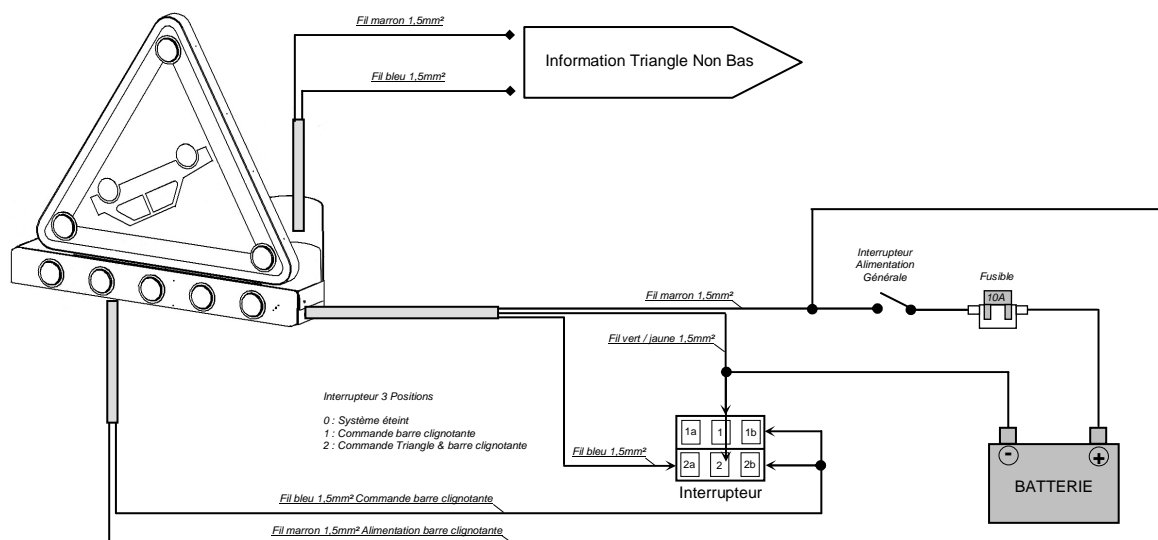 Fil marron 1,5mm²
Information Triangle Non Bas
Fil bleu 1,5mm²
Interrupteur
Alimentation
Générale
Fusible
10A
Fil marron 1,5mm²
Fil vert / jaune 1,5mm²
Interrupteur 3 Positions
0 : Système éteint
1 : Commande barre clignotante
2 : Commande Triangle & barre clignotante
1a 1 1b
2a 2 2b
Fil bleu 1,5mm²
Interrupteur
- +
BATTERIE
Fil bleu 1,5mm² Commande barre clignotante
Fil marron 1,5mm² Alimentation barre clignotante